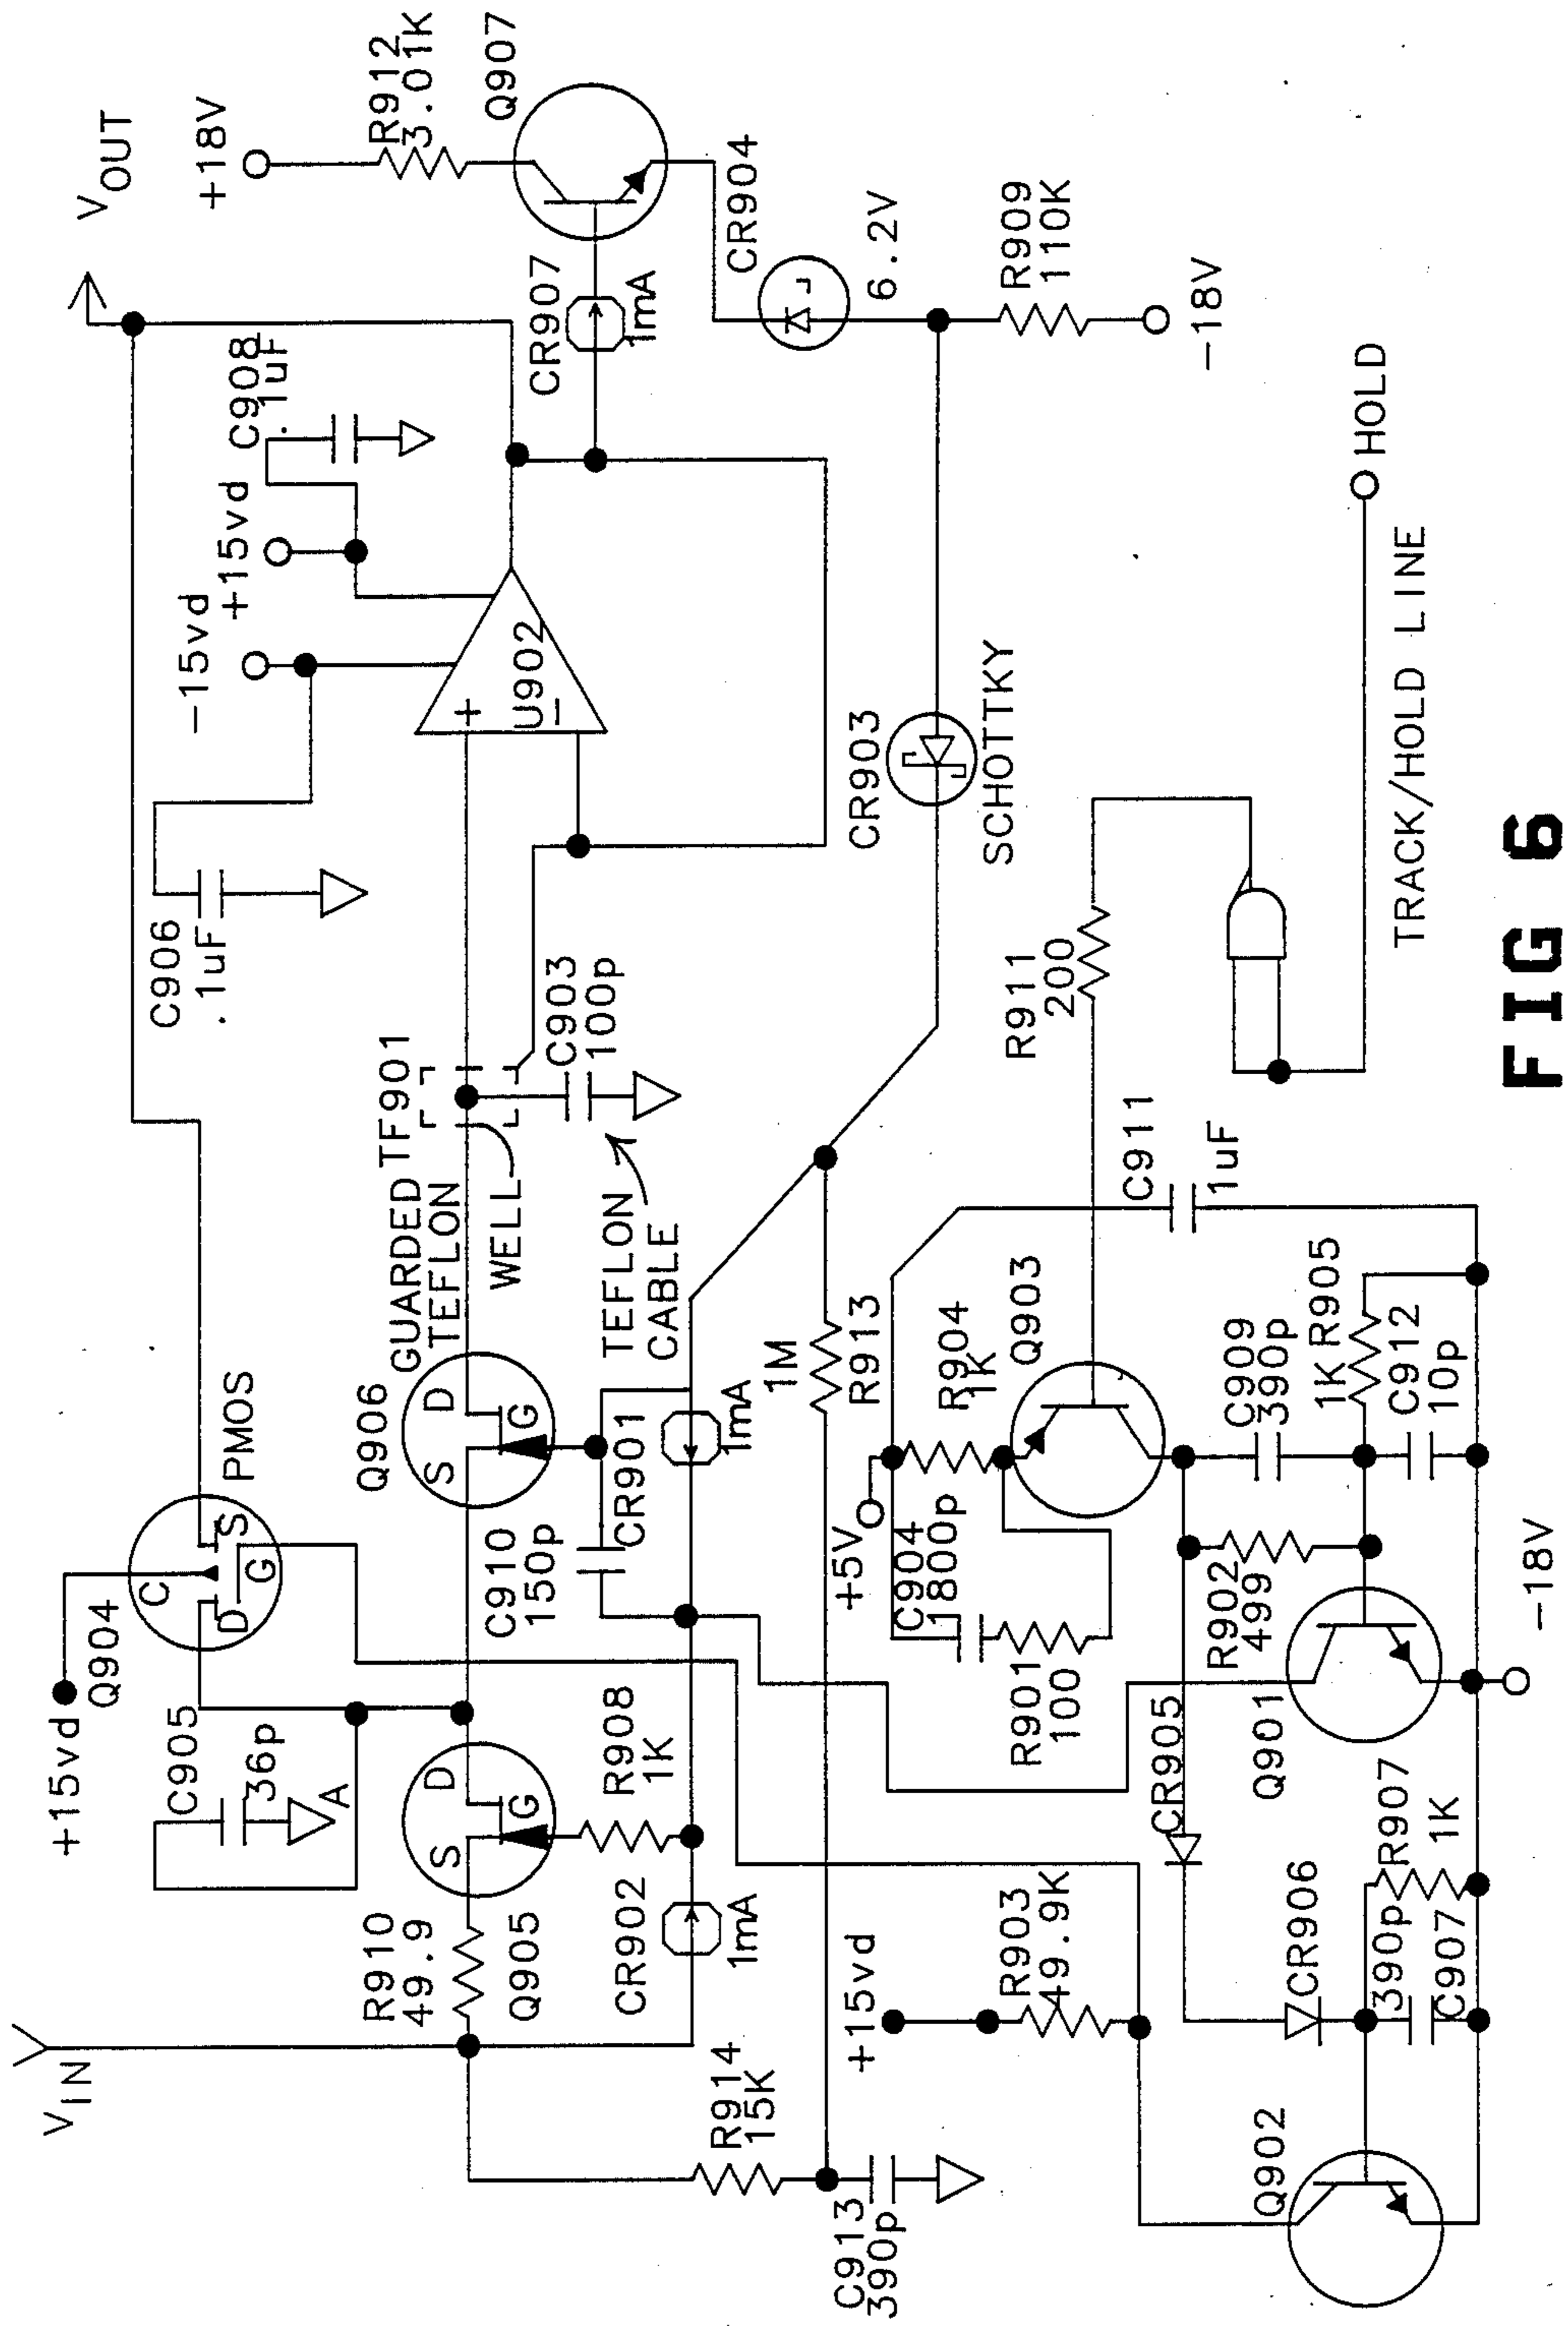 V IN
R910
49.9
Q905
+15vd
C905
36p
A
Q904
C
D
S
G
PMOS
S
D
G
CR902
1mA
R908
1K
C910
150p
Q906
S
D
G
CR901
1mA
GUARDED
TEFLON
WELL
TF901
TEFLON
CABLE
C903
100p
C906
.1uF
-15vd
+15vd
C908
.1uF
+
U902
−
V OUT
+18V
R912
3.01K
Q907
CR907
1mA
CR904
6.2V
R909
110K
-18V
CR903
SCHOTTKY
R914
15K
C913
390p
1M
R913
+15vd
R903
49.9K
+5V
R904
1K
Q903
C904
1800p
R901
100
R911
200
C911
1uF
CR905
R902
499
C909
390p
1K R905
C912
10p
Q901
-18V
CR906
R907
1K
390p
C907
Q902
HOLD
TRACK/HOLD LINE
FIG 6